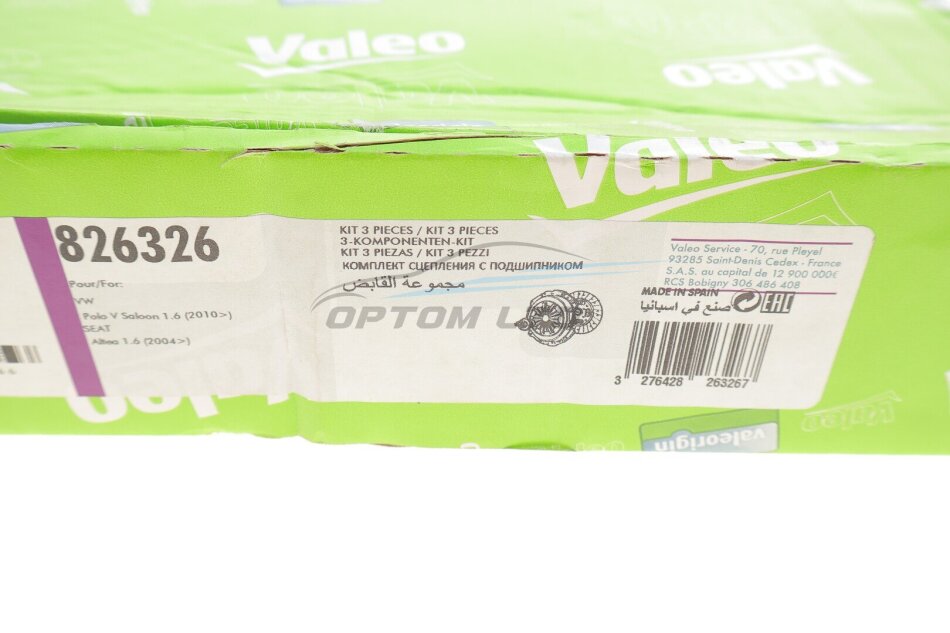 Valeo
Valeo
Valeo
826326
Pour/For:
VW
Polo V Saloon 1.6 (2010>)
SEAT
Altea 1.6 (2004>)
KIT 3 PIECES / KIT 3 PIECES
3-KOMPONENTEN-KIT
KIT 3 PIEZAS / KIT 3 PEZZI
КОМПЛЕКТ СЦЕПЛЕНИЯ С ПОДШИПНИКОМ
مجموعة القابض
OPTOM
Valeo Service - 70, rue Pleyel
93285 Saint-Denis Cedex - France
S.A.S. au capital de 12 900 000€
RCS Bobigny 306 486 408
MADE IN SPAIN
صنع في اسبانيا
EAC
3 276428 263267
Valeo
Valeo
valeorigin
valeo